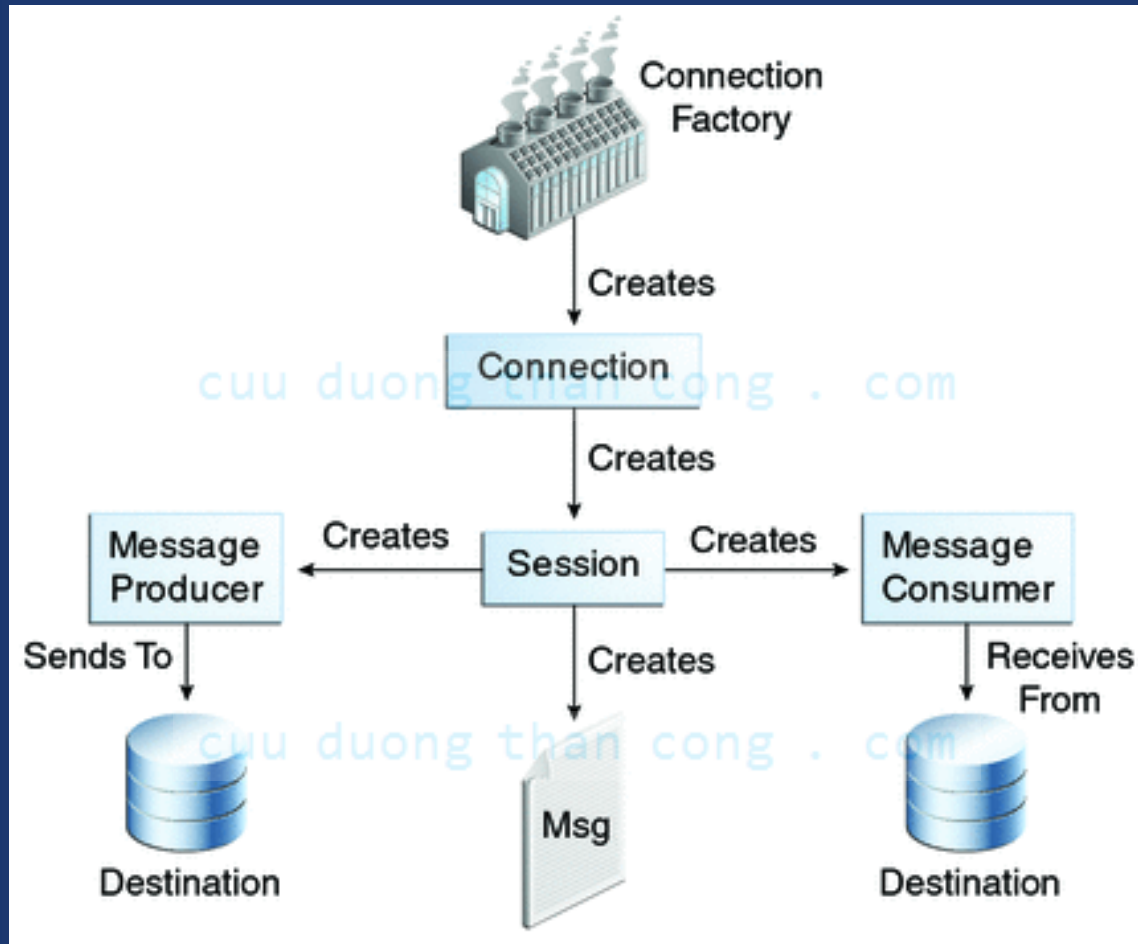 Connection
Factory
Creates
Connection
cuu duong than cong . com
Creates
Message
Producer
Creates
Session
Creates
Message
Consumer
Sends To
Creates
Receives
From
cuu duong than cong . com
Msg
Destination
Destination